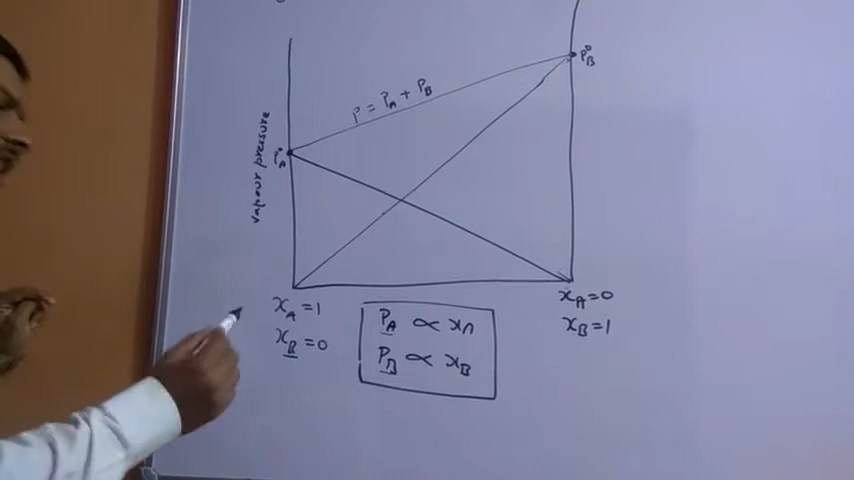 P°B
P = PA + PB
vapour pressure
P°A
xA = 1
xB = 0
PA ∝ xA
PB ∝ xB
xA = 0
xB = 1